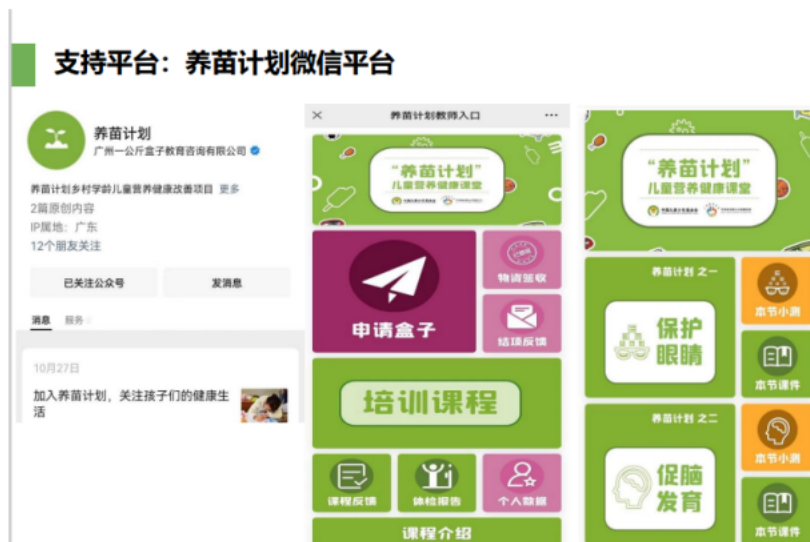 支持平台：养苗计划微信平台
养苗计划
广州一公斤盒子教育咨询有限公司
养苗计划乡村学龄儿童营养健康改善项目 更多
2篇原创内容
IP属地：广东
12个朋友关注
已关注公众号
发消息
消息 服务
10月27日
加入养苗计划，关注孩子们的健康生
活
养苗计划教师入口
“养苗计划”
儿童营养健康课堂
申请盒子
物资签收
结项反馈
培训课程
课程反馈
体检报告
个人数据
课程介绍
“养苗计划”
儿童营养健康课堂
养苗计划 之一
保护
眼睛
本节小测
本节课件
养苗计划 之二
促脑
发育
本节小测
本节课件